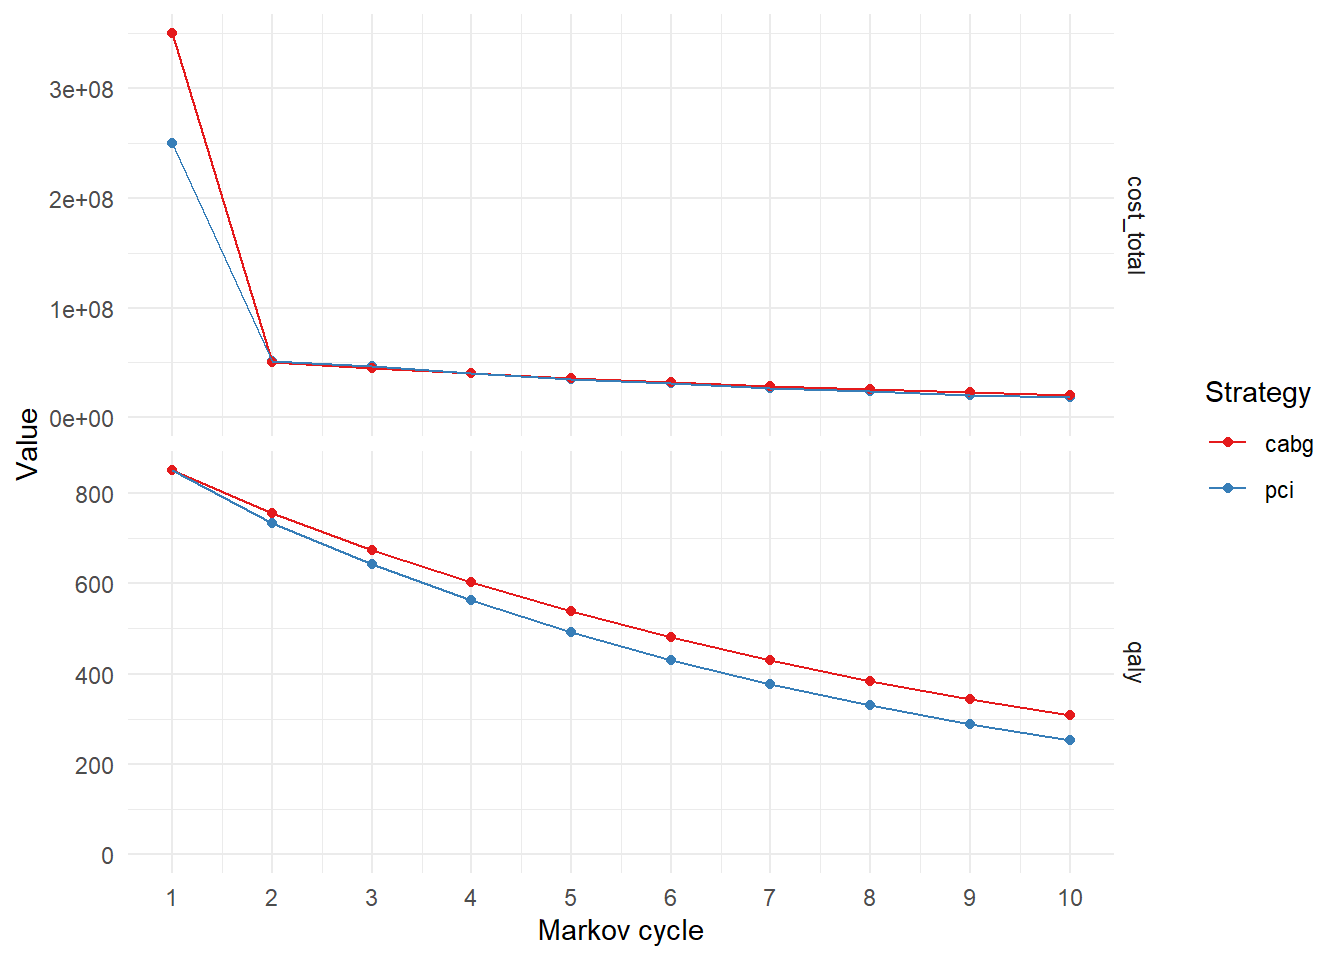 3e+08
2e+08
1e+08
0e+00
cost_total
Value
800
600
400
200
0
qaly
1 2 3 4 5 6 7 8 9 10
Markov cycle
Strategy
cabg
pci